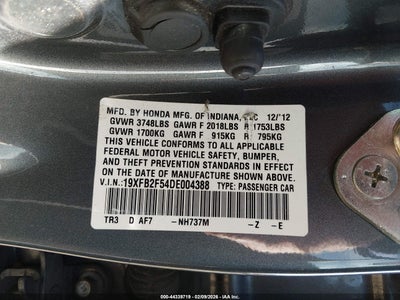 MFD. BY HONDA MFG. OF INDIANA, LLC 12/'12
GVWR 3748LBS GAWR F 2018LBS R 1753LBS
GVWR 1700KG GAWR F 915KG R 795KG
THIS VEHICLE CONFORMS TO ALL APPLICABLE
FEDERAL MOTOR VEHICLE SAFETY, BUMPER,
AND THEFT PREVENTION STANDARDS IN EFFECT
ON THE DATE OF MANUFACTURE SHOWN ABOVE.
V.I.N.: 19XFB2F54DE004388 TYPE: PASSENGER CAR
TR3 D AF7 -NH737M -Z -E
000-44338719 - 02/09/2026 - IAAI